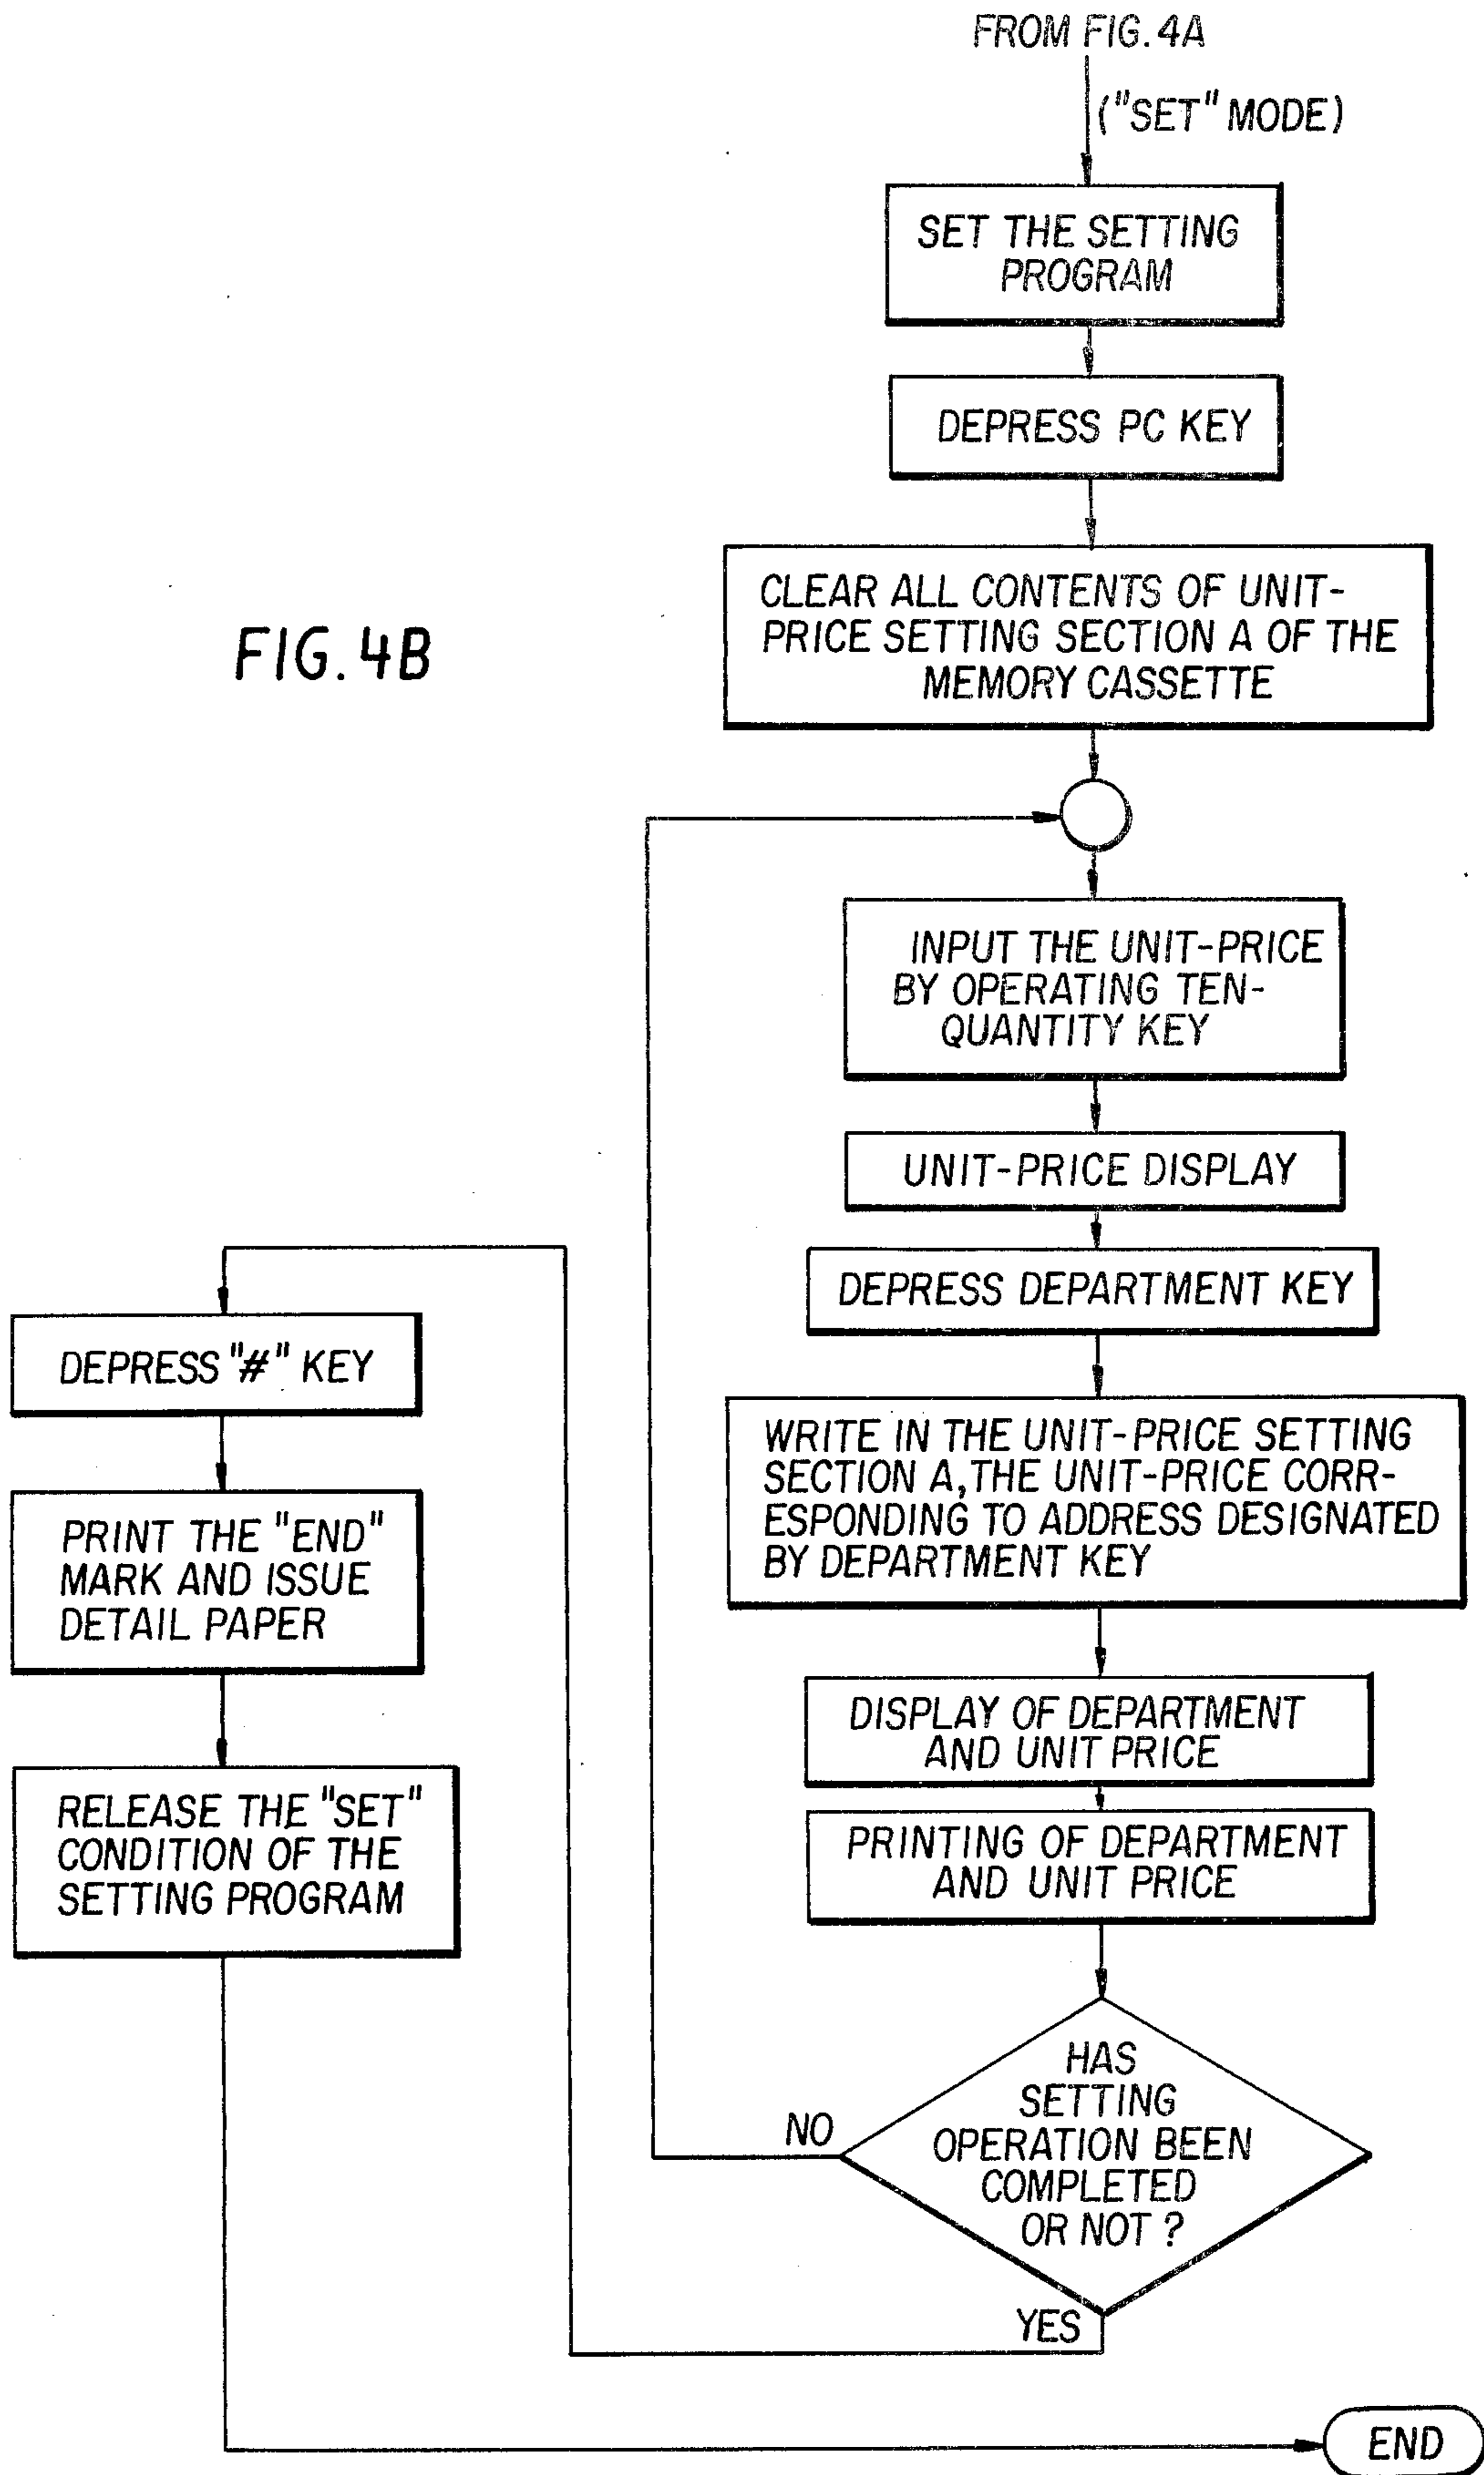 FROM FIG. 4A
("SET" MODE)
SET THE SETTING
PROGRAM
DEPRESS PC KEY
CLEAR ALL CONTENTS OF UNIT-
PRICE SETTING SECTION A OF THE
MEMORY CASSETTE
FIG. 4B
INPUT THE UNIT-PRICE
BY OPERATING TEN-
QUANTITY KEY
UNIT-PRICE DISPLAY
DEPRESS DEPARTMENT KEY
WRITE IN THE UNIT-PRICE SETTING
SECTION A, THE UNIT-PRICE CORR-
ESPONDING TO ADDRESS DESIGNATED
BY DEPARTMENT KEY
DISPLAY OF DEPARTMENT
AND UNIT PRICE
PRINTING OF DEPARTMENT
AND UNIT PRICE
HAS
SETTING
OPERATION BEEN
COMPLETED
OR NOT ?
NO
YES
DEPRESS "#" KEY
PRINT THE "END"
MARK AND ISSUE
DETAIL PAPER
RELEASE THE "SET"
CONDITION OF THE
SETTING PROGRAM
END